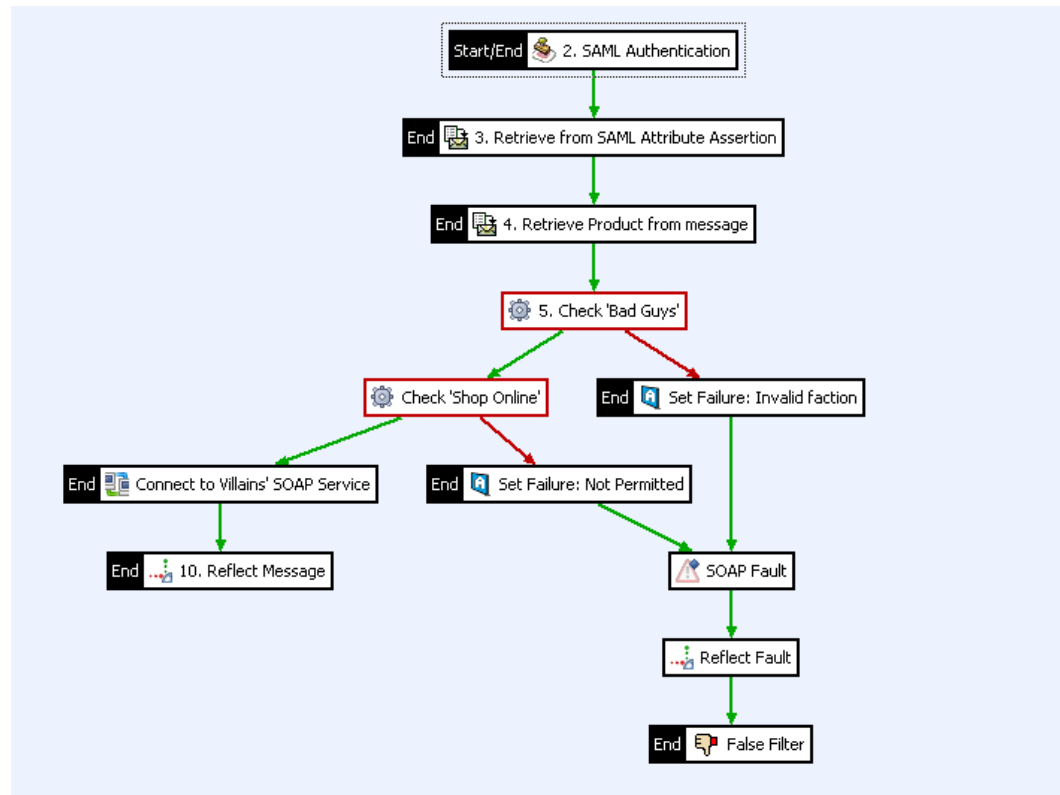 Start/End 2. SAML Authentication
End 3. Retrieve from SAML Attribute Assertion
End 4. Retrieve Product from message
5. Check 'Bad Guys'
Check 'Shop Online'
End Set Failure: Invalid faction
End Connect to Villains' SOAP Service
End Set Failure: Not Permitted
End 10. Reflect Message
SOAP Fault
Reflect Fault
End False Filter